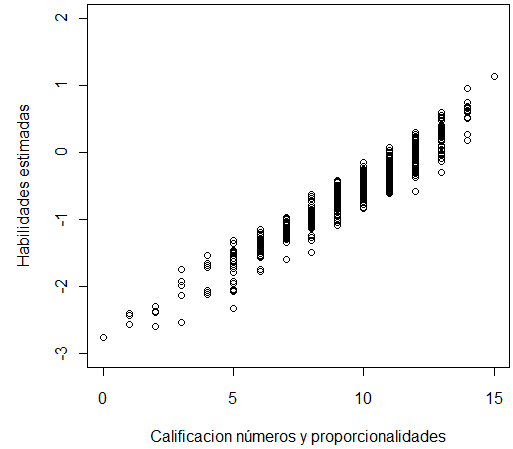 2
1
0
-1
-2
-3
Habilidades estimadas
0 5 10 15
Calificacion números y proporcionalidades